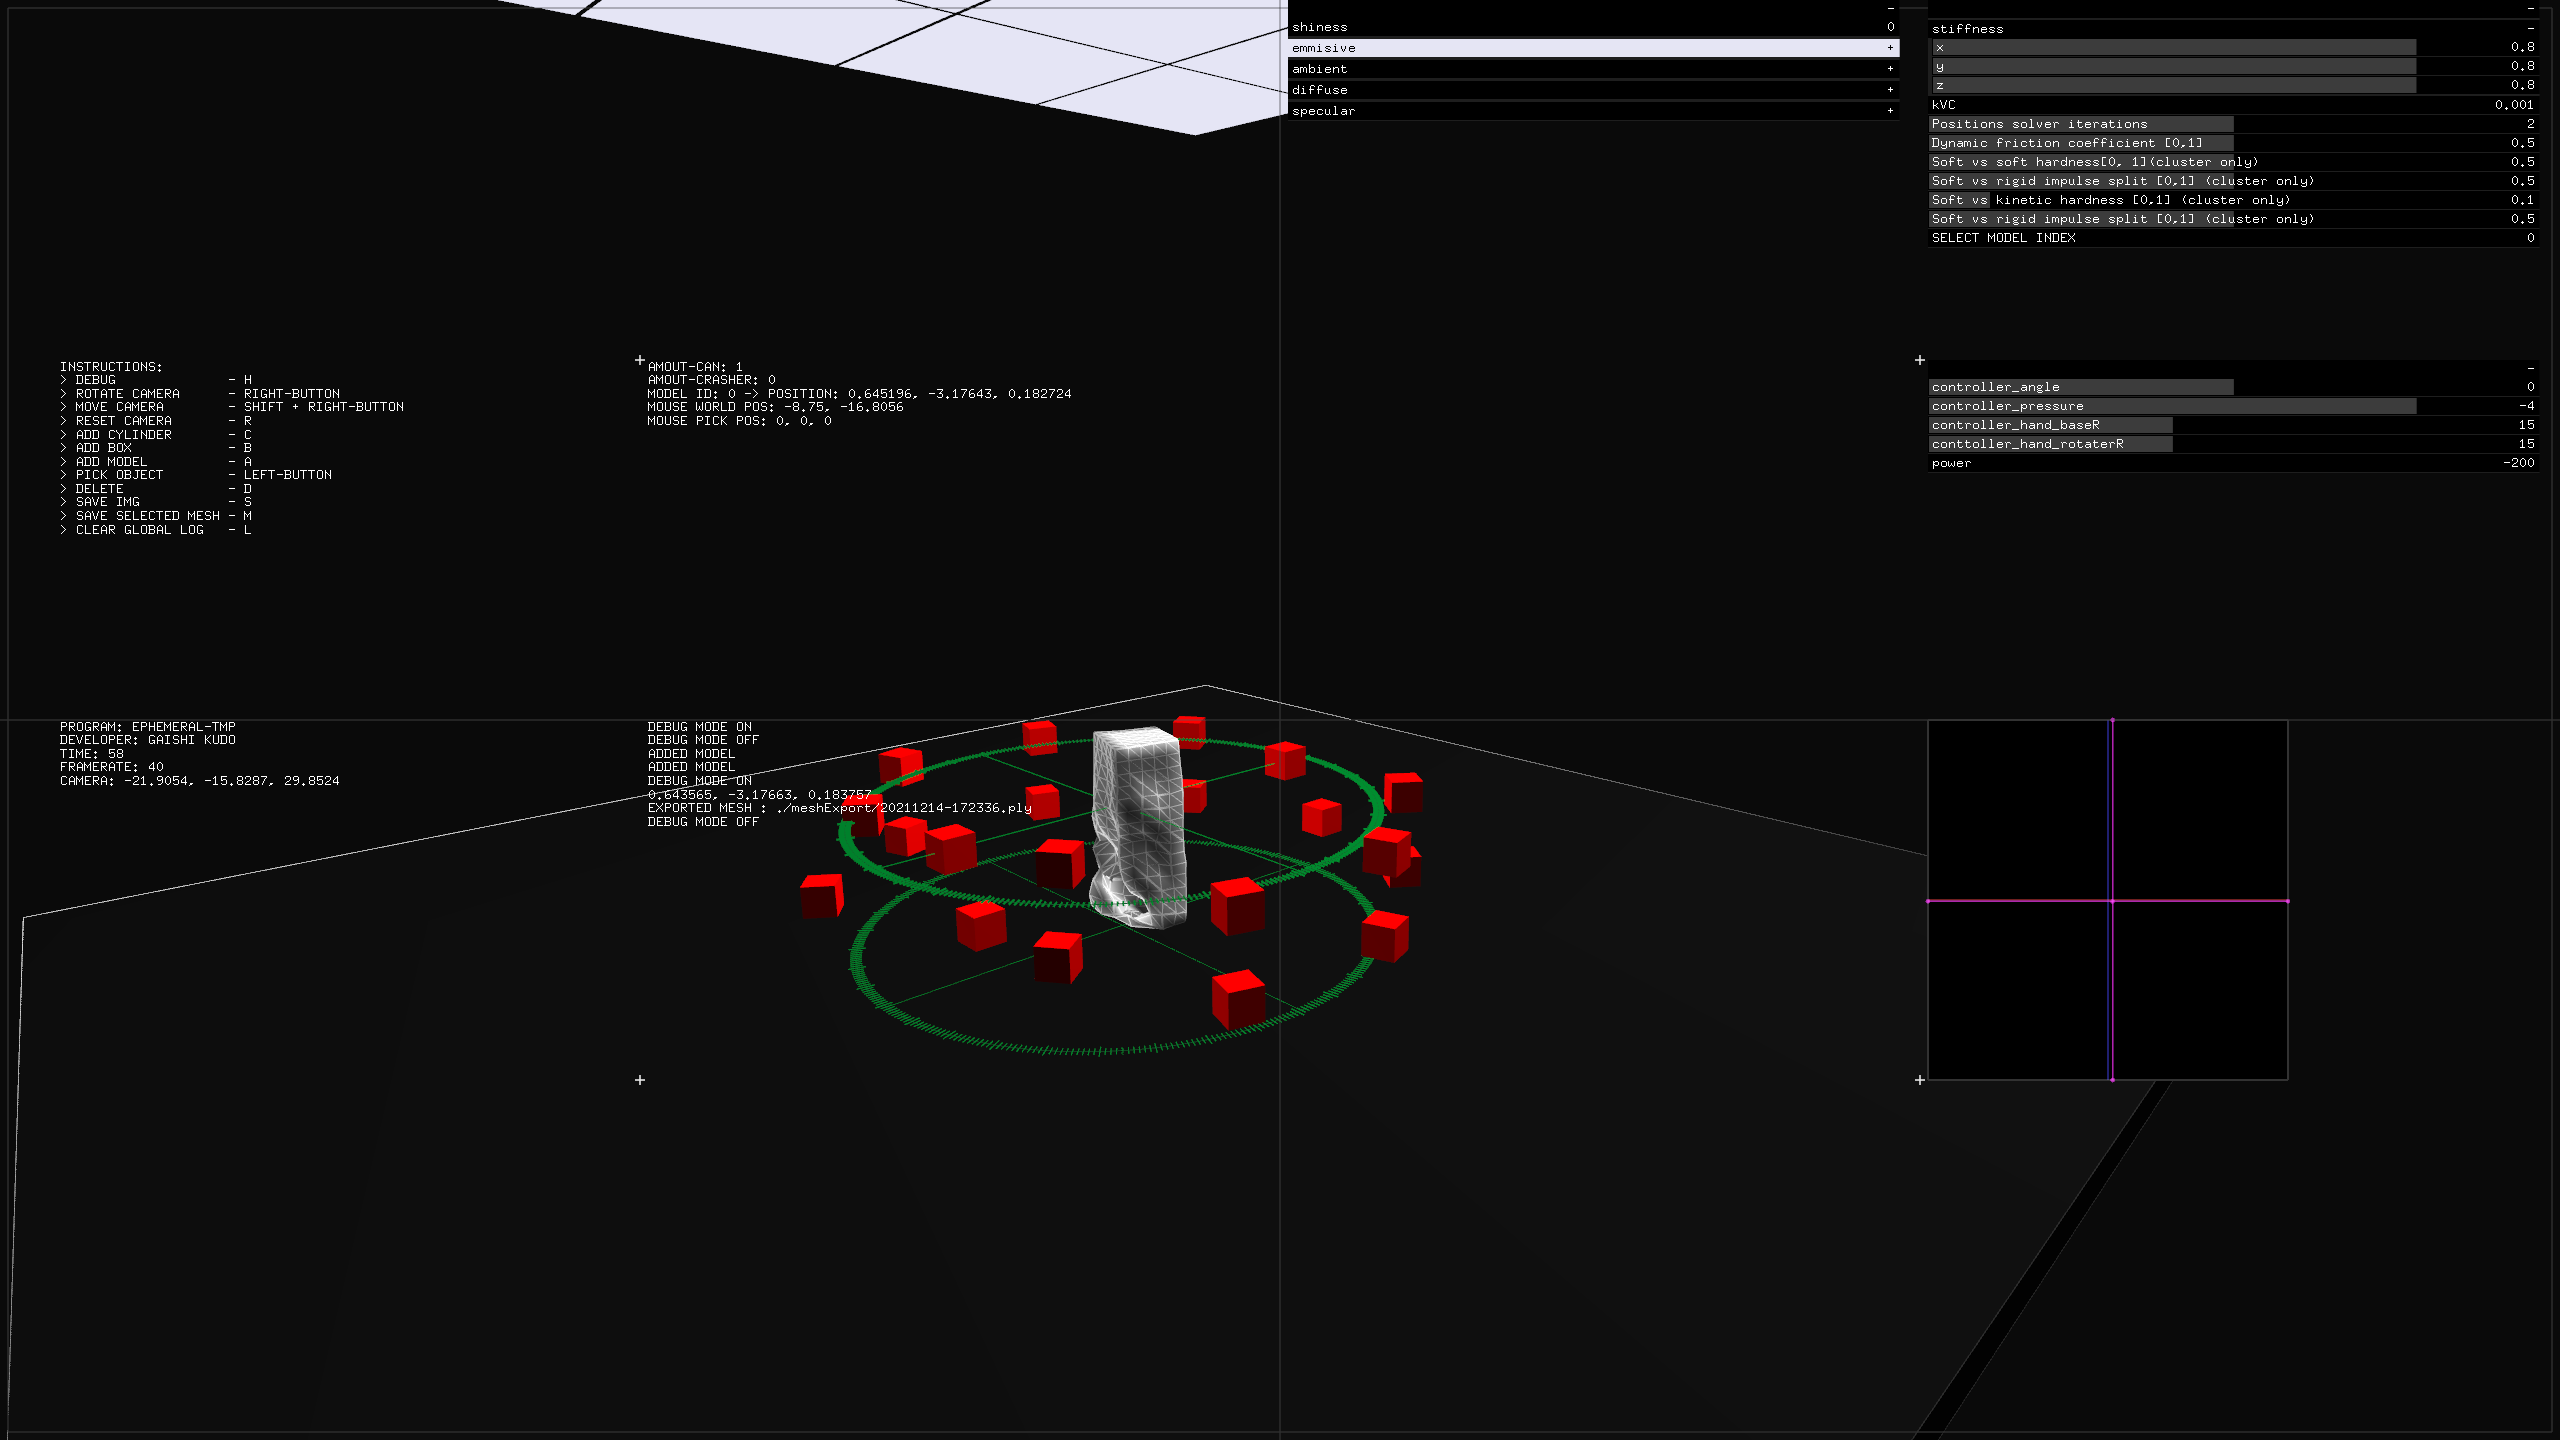 -
shiness 0
emmisive +
ambient +
diffuse +
specular +
-
stiffness -
x 0.8
y 0.8
z 0.8
kVC 0.001
Positions solver iterations 2
Dynamic friction coefficient [0,1] 0.5
Soft vs soft hardness[0, 1](cluster only) 0.5
Soft vs rigid impulse split [0,1] (cluster only) 0.5
Soft vs kinetic hardness [0,1] (cluster only) 0.1
Soft vs rigid impulse split [0,1] (cluster only) 0.5
SELECT MODEL INDEX 0
INSTRUCTIONS:
> DEBUG - H
> ROTATE CAMERA - RIGHT-BUTTON
> MOVE CAMERA - SHIFT + RIGHT-BUTTON
> RESET CAMERA - R
> ADD CYLINDER - C
> ADD BOX - B
> ADD MODEL - A
> PICK OBJECT - LEFT-BUTTON
> DELETE - D
> SAVE IMG - S
> SAVE SELECTED MESH - M
> CLEAR GLOBAL LOG - L
AMOUT-CAN: 1
AMOUT-CRASHER: 0
MODEL ID: 0 -> POSITION: 0.645196, -3.17643, 0.182724
MOUSE WORLD POS: -8.75, -16.8056
MOUSE PICK POS: 0, 0, 0
-
controller_angle 0
controller_pressure -4
controller_hand_baseR 15
conttoller_hand_rotaterR 15
power -200
PROGRAM: EPHEMERAL-TMP
DEVELOPER: GAISHI KUDO
TIME: 58
FRAMERATE: 40
CAMERA: -21.9054, -15.8287, 29.8524
DEBUG MODE ON
DEBUG MODE OFF
ADDED MODEL
ADDED MODEL
DEBUG MODE ON
0.643565, -3.17663, 0.183757
EXPORTED MESH : ./meshExport/20211214-172336.ply
DEBUG MODE OFF